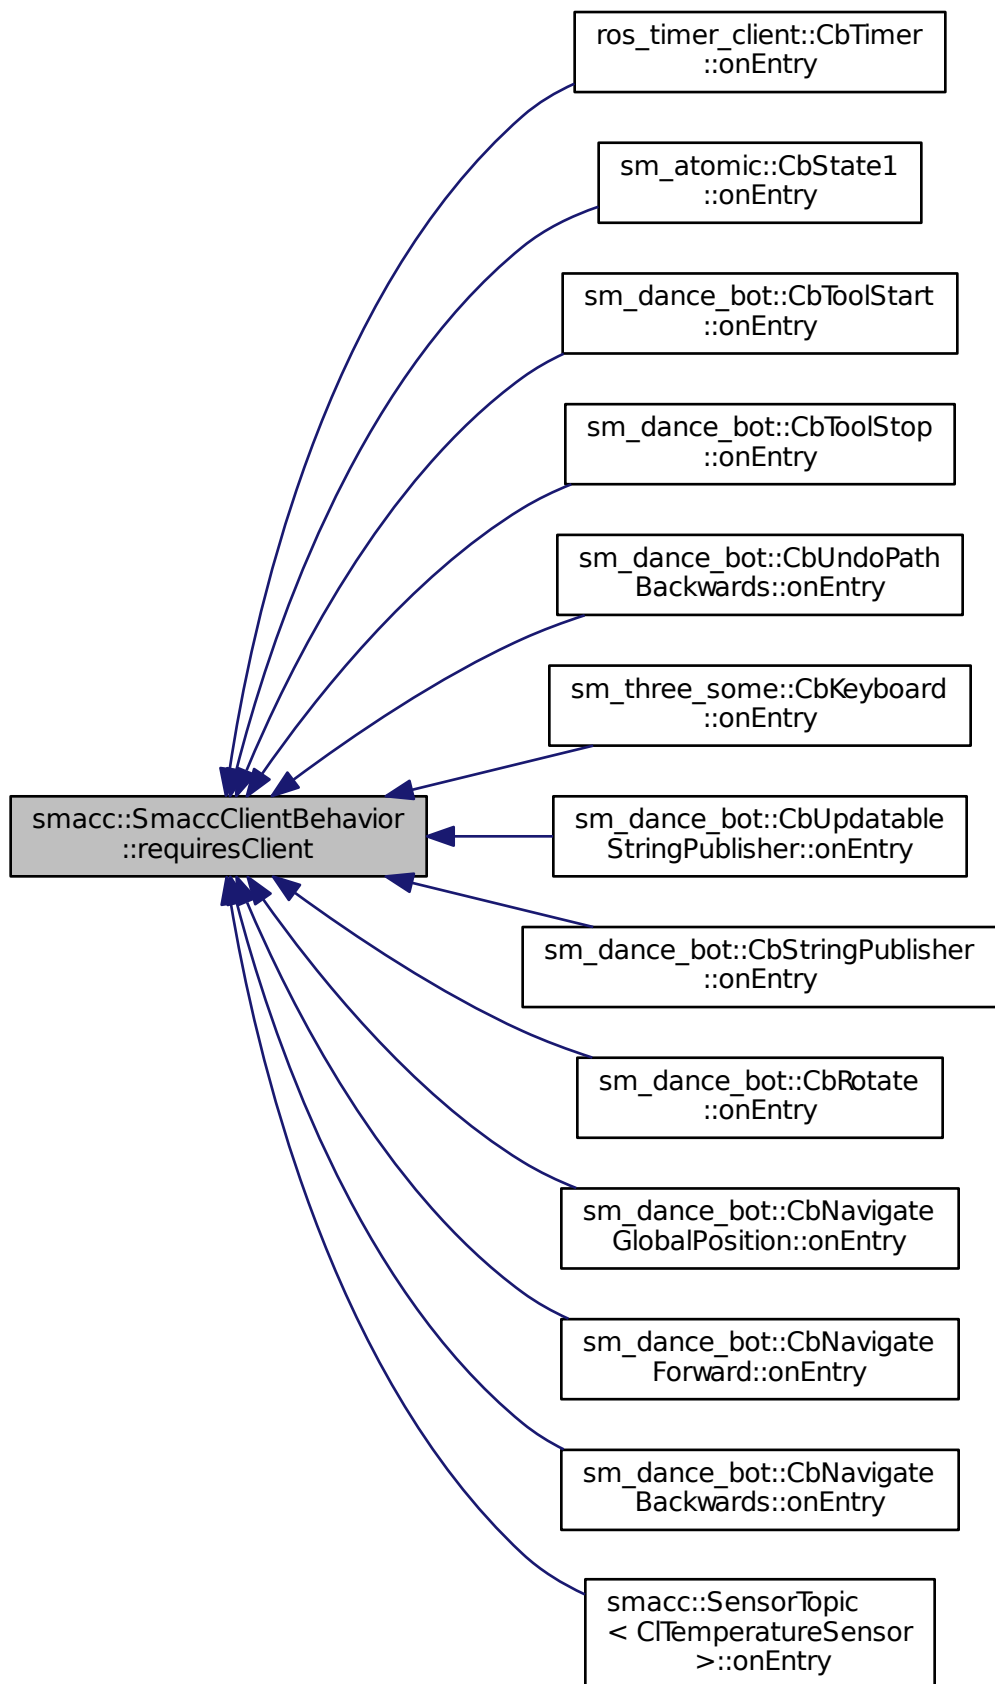 ros_timer_client::CbTimer
::onEntry
sm_atomic::CbState1
::onEntry
sm_dance_bot::CbToolStart
::onEntry
sm_dance_bot::CbToolStop
::onEntry
sm_dance_bot::CbUndoPath
Backwards::onEntry
sm_three_some::CbKeyboard
::onEntry
smacc::SmaccClientBehavior
::requiresClient
sm_dance_bot::CbUpdatable
StringPublisher::onEntry
sm_dance_bot::CbStringPublisher
::onEntry
sm_dance_bot::CbRotate
::onEntry
sm_dance_bot::CbNavigate
GlobalPosition::onEntry
sm_dance_bot::CbNavigate
Forward::onEntry
sm_dance_bot::CbNavigate
Backwards::onEntry
smacc::SensorTopic
< ClTemperatureSensor
>::onEntry